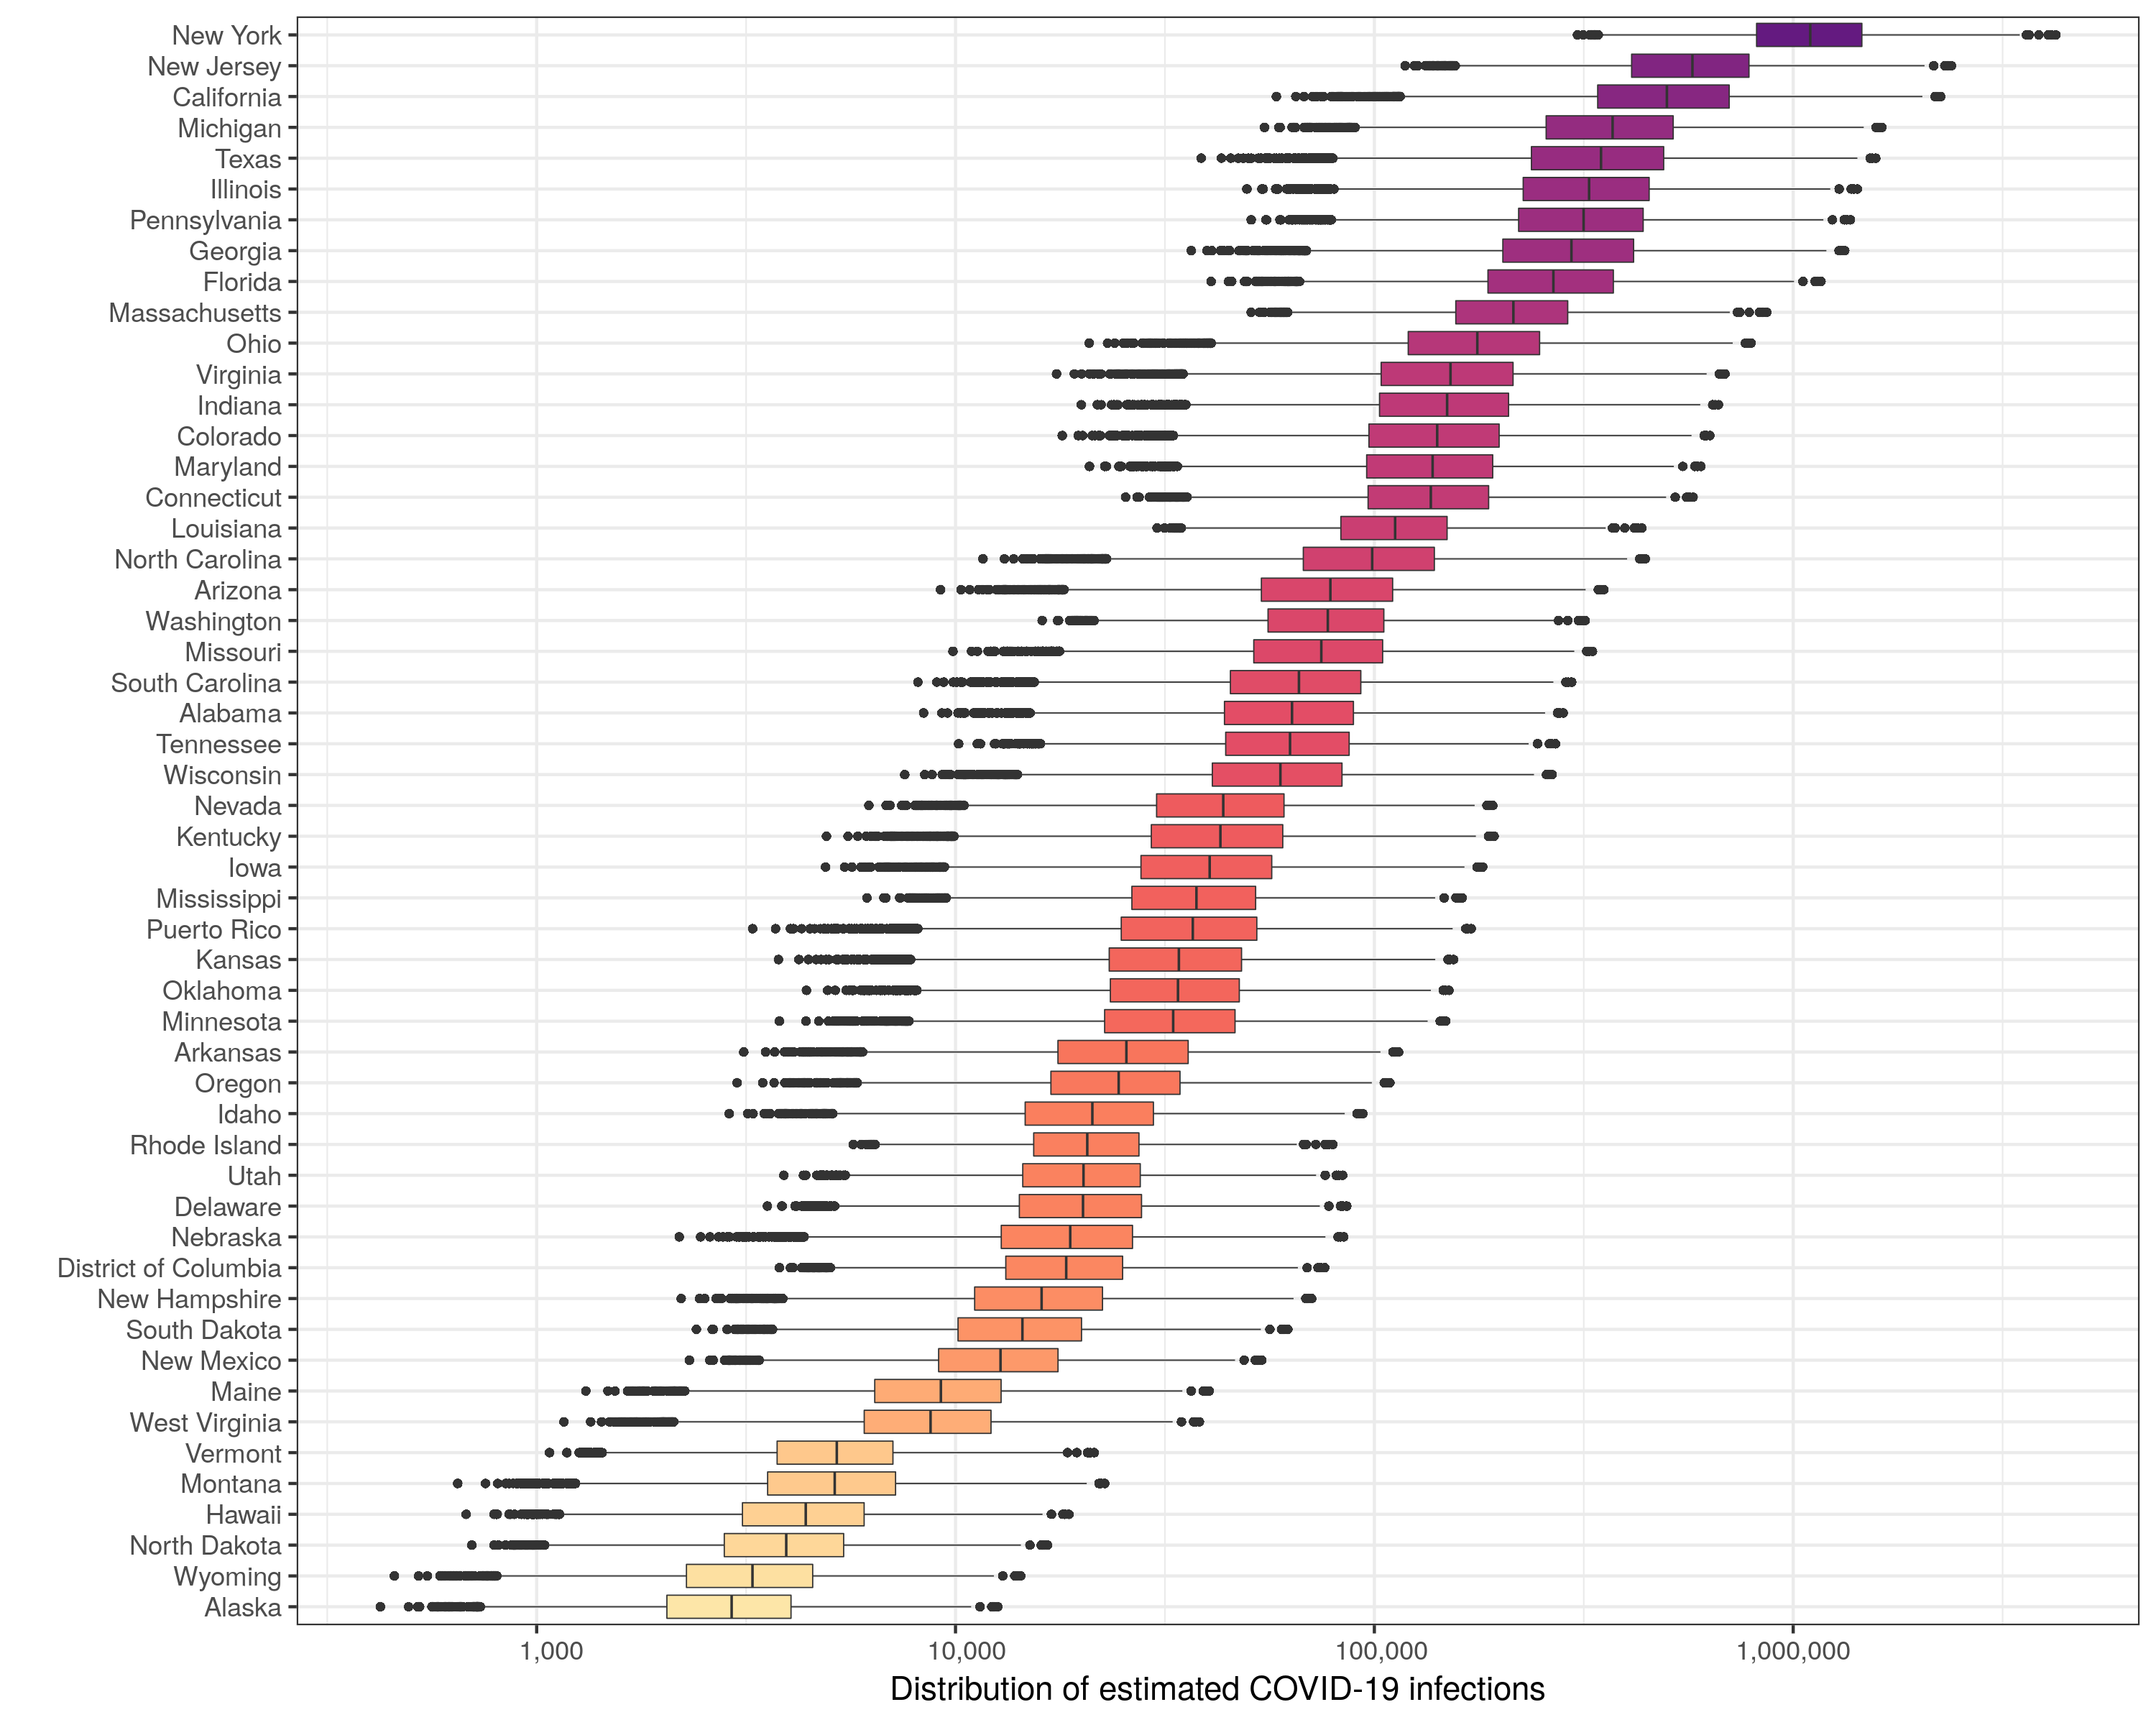 New York
New Jersey
California
Michigan
Texas
Illinois
Pennsylvania
Georgia
Florida
Massachusetts
Ohio
Virginia
Indiana
Colorado
Maryland
Connecticut
Louisiana
North Carolina
Arizona
Washington
Missouri
South Carolina
Alabama
Tennessee
Wisconsin
Nevada
Kentucky
Iowa
Mississippi
Puerto Rico
Kansas
Oklahoma
Minnesota
Arkansas
Oregon
Idaho
Rhode Island
Utah
Delaware
Nebraska
District of Columbia
New Hampshire
South Dakota
New Mexico
Maine
West Virginia
Vermont
Montana
Hawaii
North Dakota
Wyoming
Alaska
1,000 10,000 100,000 1,000,000
Distribution of estimated COVID-19 infections